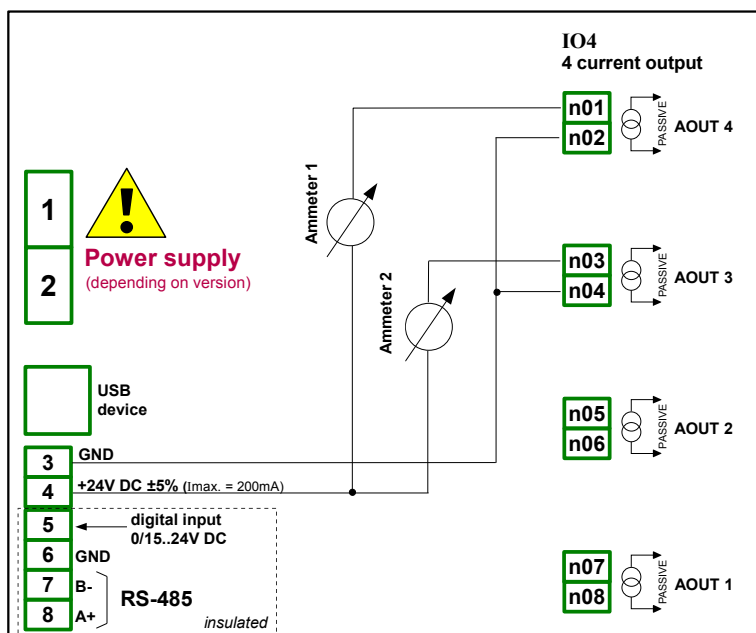 IO4
4 current output
n01
n02
PASSIVE
AOUT 4
Ammeter 1
1
2
Power supply
(depending on version)
n03
n04
PASSIVE
AOUT 3
Ammeter 2
USB
device
n05
n06
PASSIVE
AOUT 2
3 GND
4 +24V DC ±5% (Imax. = 200mA)
5 digital input
0/15..24V DC
6 GND
7 B-
RS-485
8 A+
insulated
n07
n08
PASSIVE
AOUT 1